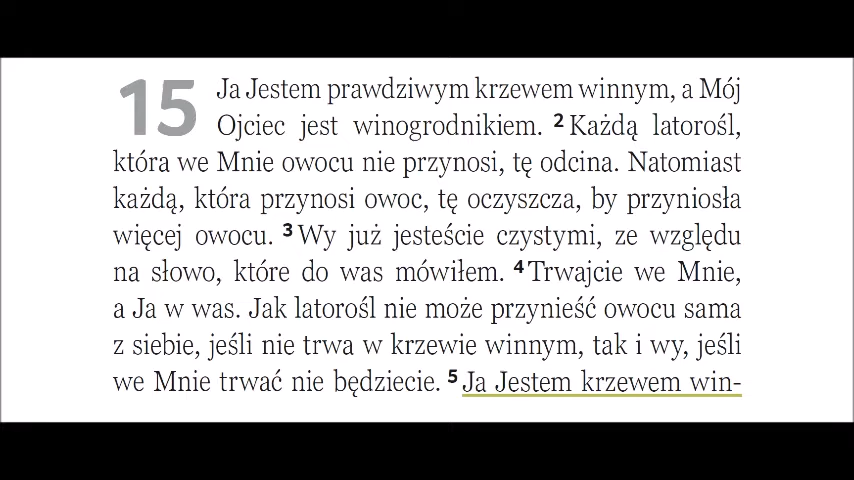 15 Ja Jestem prawdziwym krzewem winnym, a Mój
Ojciec jest winogrodnikiem. 2 Każdą latorośl,
która we Mnie owocu nie przynosi, tę odcina. Natomiast
każdą, która przynosi owoc, tę oczyszcza, by przyniosła
więcej owocu. 3 Wy już jesteście czystymi, ze względu
na słowo, które do was mówiłem. 4 Trwajcie we Mnie,
a Ja w was. Jak latorośl nie może przynieść owocu sama
z siebie, jeśli nie trwa w krzewie winnym, tak i wy, jeśli
we Mnie trwać nie będziecie. 5 Ja Jestem krzewem win-